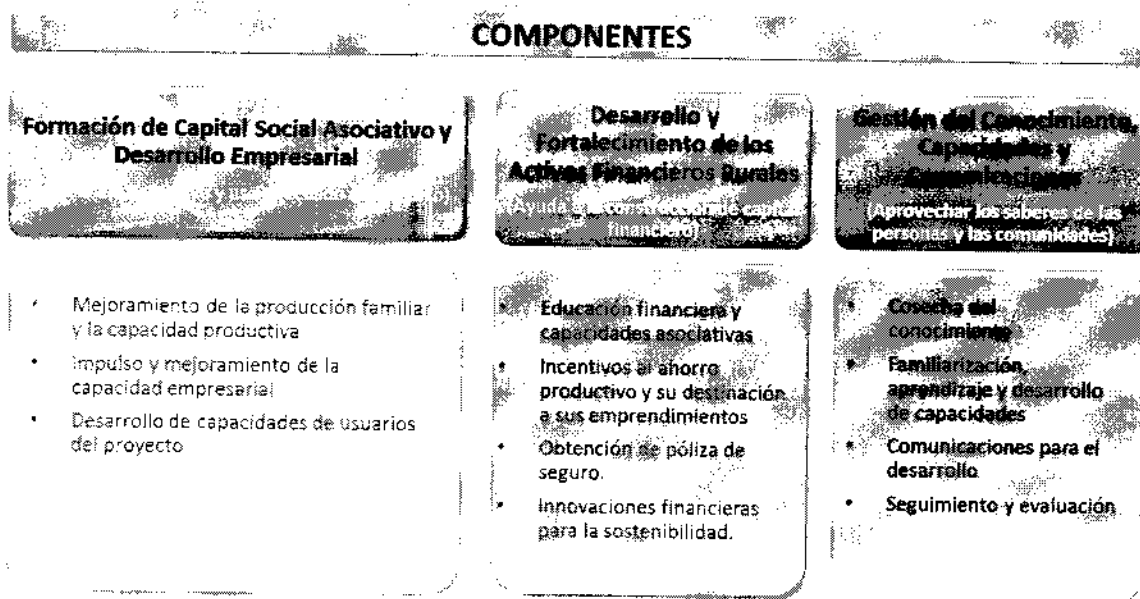 COMPONENTES
Formación de Capital Social Asociativo y
Desarrollo Empresarial
Desarrollo y
Fortalecimiento de los
Activos Financieros Rurales
(Ayuda a
financiero)
Gestión del Conocimiento,
Capacidades y
Comunicaciones
(Aprovechar los saberes de las
personas y las comunidades)
• Mejoramiento de la producción familiar
y la capacidad productiva
• Impulso y mejoramiento de la
capacidad empresarial
• Desarrollo de capacidades de usuarios
del proyecto
• Educación financiera y
capacidades asociativas
• Incentivos al ahorro
productivo y su destinación
a sus emprendimientos
• Obtención de póliza de
seguro.
• Innovaciones financieras
para la sostenibilidad.
• Cosecha del
conocimiento
• Familiarización,
aprendizaje y desarrollo
de capacidades
• Comunicaciones para el
desarrollo
• Seguimiento y evaluación